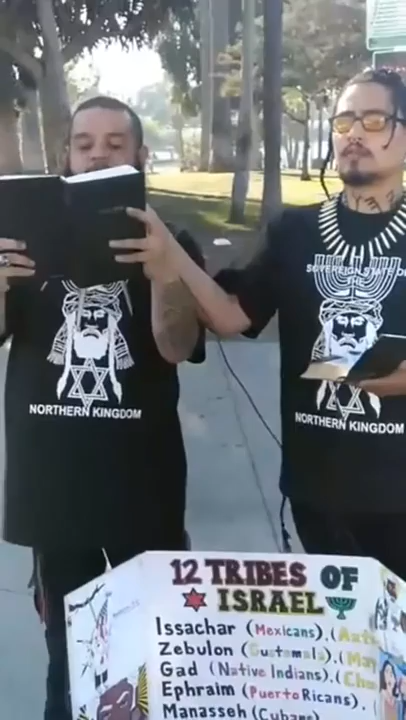 SOVEREIGN STATE OF
THE
NORTHERN KINGDOM
NORTHERN KINGDOM
12 TRIBES OF
ISRAEL
Issachar (Mexicans).(
Zebulon (Guatemala).(
Gad (Native Indians).(
Ephraim (Puerto Ricans).
Manasseh (Cubans)